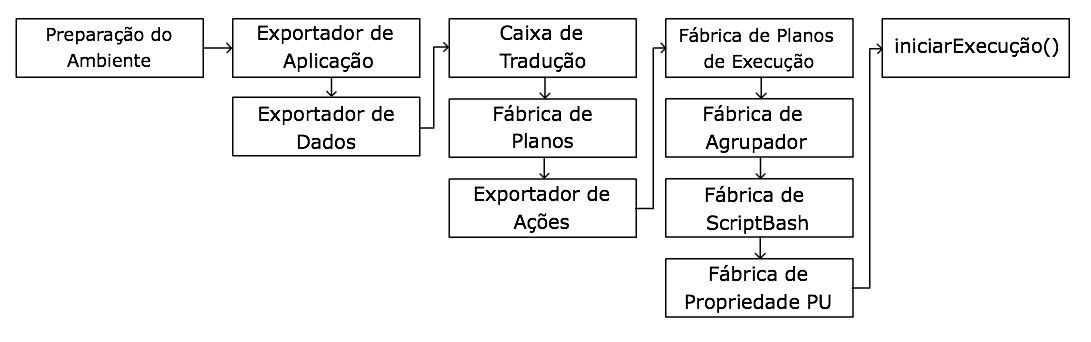 Preparação do
Ambiente
Exportador de
Aplicação
Exportador de
Dados
Caixa de
Tradução
Fábrica de
Planos
Exportador de
Ações
Fábrica de Planos
de Execução
Fábrica de
Agrupador
Fábrica de
ScriptBash
Fábrica de
Propriedade PU
iniciarExecução()